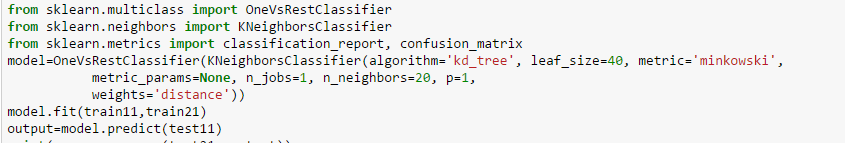 from sklearn.multiclass import OneVsRestClassifier
from sklearn.neighbors import KNeighborsClassifier
from sklearn.metrics import classification_report, confusion_matrix
model=OneVsRestClassifier(KNeighborsClassifier(algorithm='kd_tree', leaf_size=40, metric='minkowski',
metric_params=None, n_jobs=1, n_neighbors=20, p=1,
weights='distance'))
model.fit(train11,train21)
output=model.predict(test11)